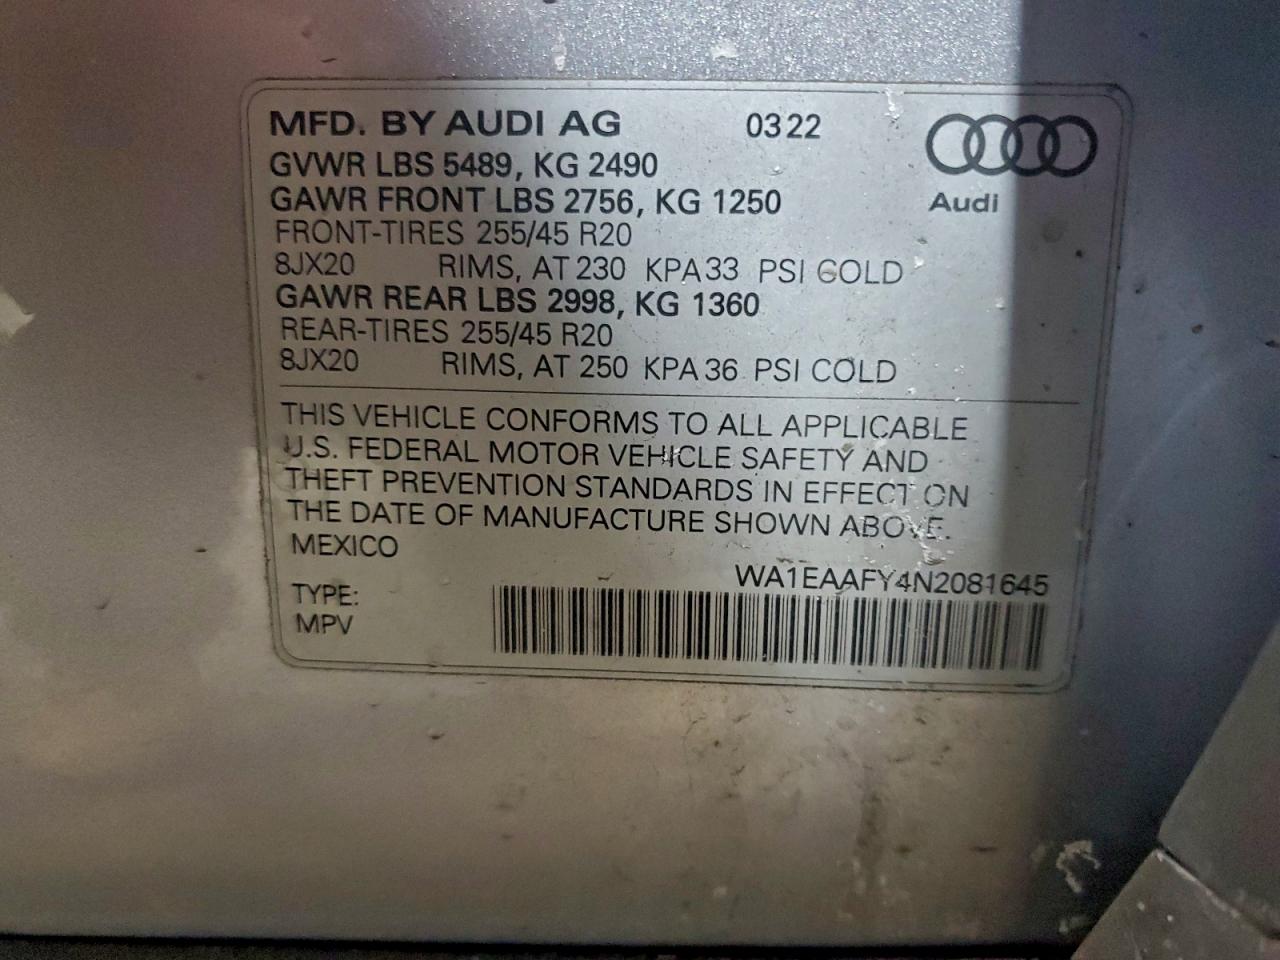 MFD. BY AUDI AG 0322
GVWR LBS 5489, KG 2490
GAWR FRONT LBS 2756, KG 1250
Audi
FRONT-TIRES 255/45 R20
8JX20 RIMS, AT 230 KPA 33 PSI COLD
GAWR REAR LBS 2998, KG 1360
REAR-TIRES 255/45 R20
8JX20 RIMS, AT 250 KPA 36 PSI COLD
THIS VEHICLE CONFORMS TO ALL APPLICABLE
U.S. FEDERAL MOTOR VEHICLE SAFETY AND
THEFT PREVENTION STANDARDS IN EFFECT ON
THE DATE OF MANUFACTURE SHOWN ABOVE.
MEXICO
WA1EAAFY4N2081645
TYPE:
MPV